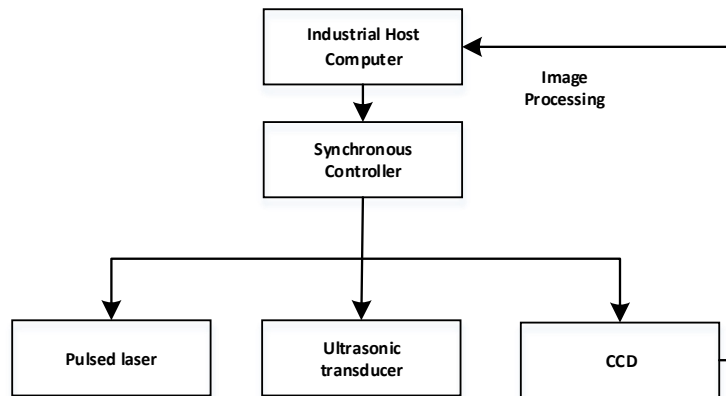 Industrial Host
Computer
Image
Processing
Synchronous
Controller
Pulsed laser
Ultrasonic
transducer
CCD